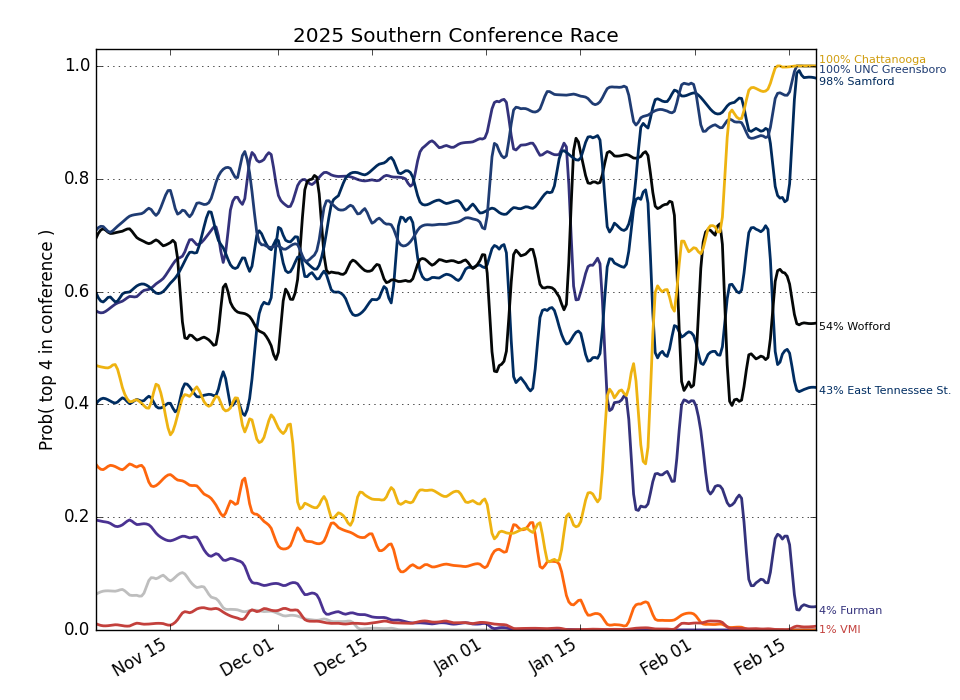 2025 Southern Conference Race
Prob( top 4 in conference )
1.0
0.8
0.6
0.4
0.2
0.0
Nov 15
Dec 01
Dec 15
Jan 01
Jan 15
Feb 01
Feb 15
100% Chattanooga
100% UNC Greensboro
98% Samford
54% Wofford
43% East Tennessee St.
4% Furman
1% VMI